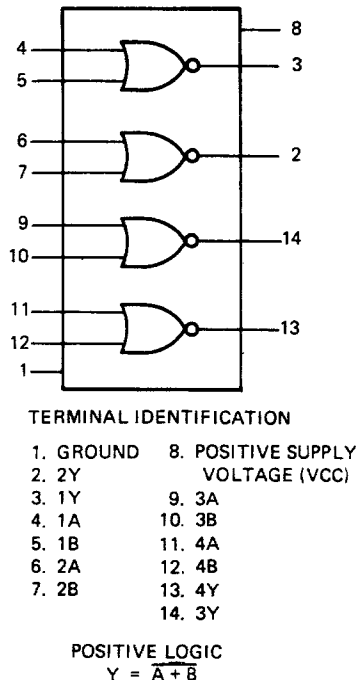 4
8
3
5
6
2
7
9
14
10
11
13
12
1
TERMINAL IDENTIFICATION
1. GROUND 8. POSITIVE SUPPLY
2. 2Y VOLTAGE (VCC)
3. 1Y 9. 3A
4. 1A 10. 3B
5. 1B 11. 4A
6. 2A 12. 4B
7. 2B 13. 4Y
14. 3Y
POSITIVE LOGIC
Y = A + B